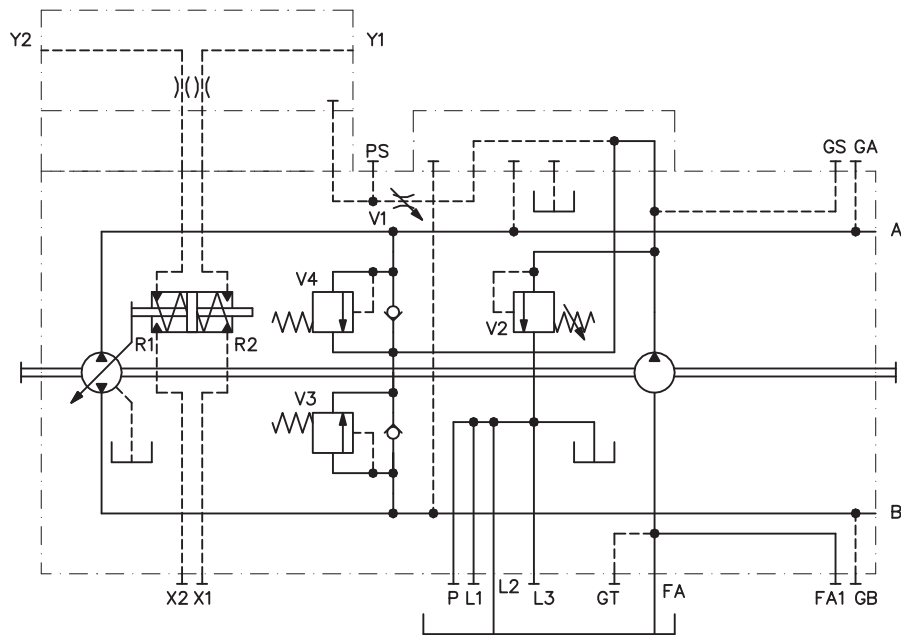 Y2 Y1
PS GS GA
V1
A
V4
V2
R1 R2
V3
B
X2 X1 P L1 L2 L3 GT FA FA1 GB